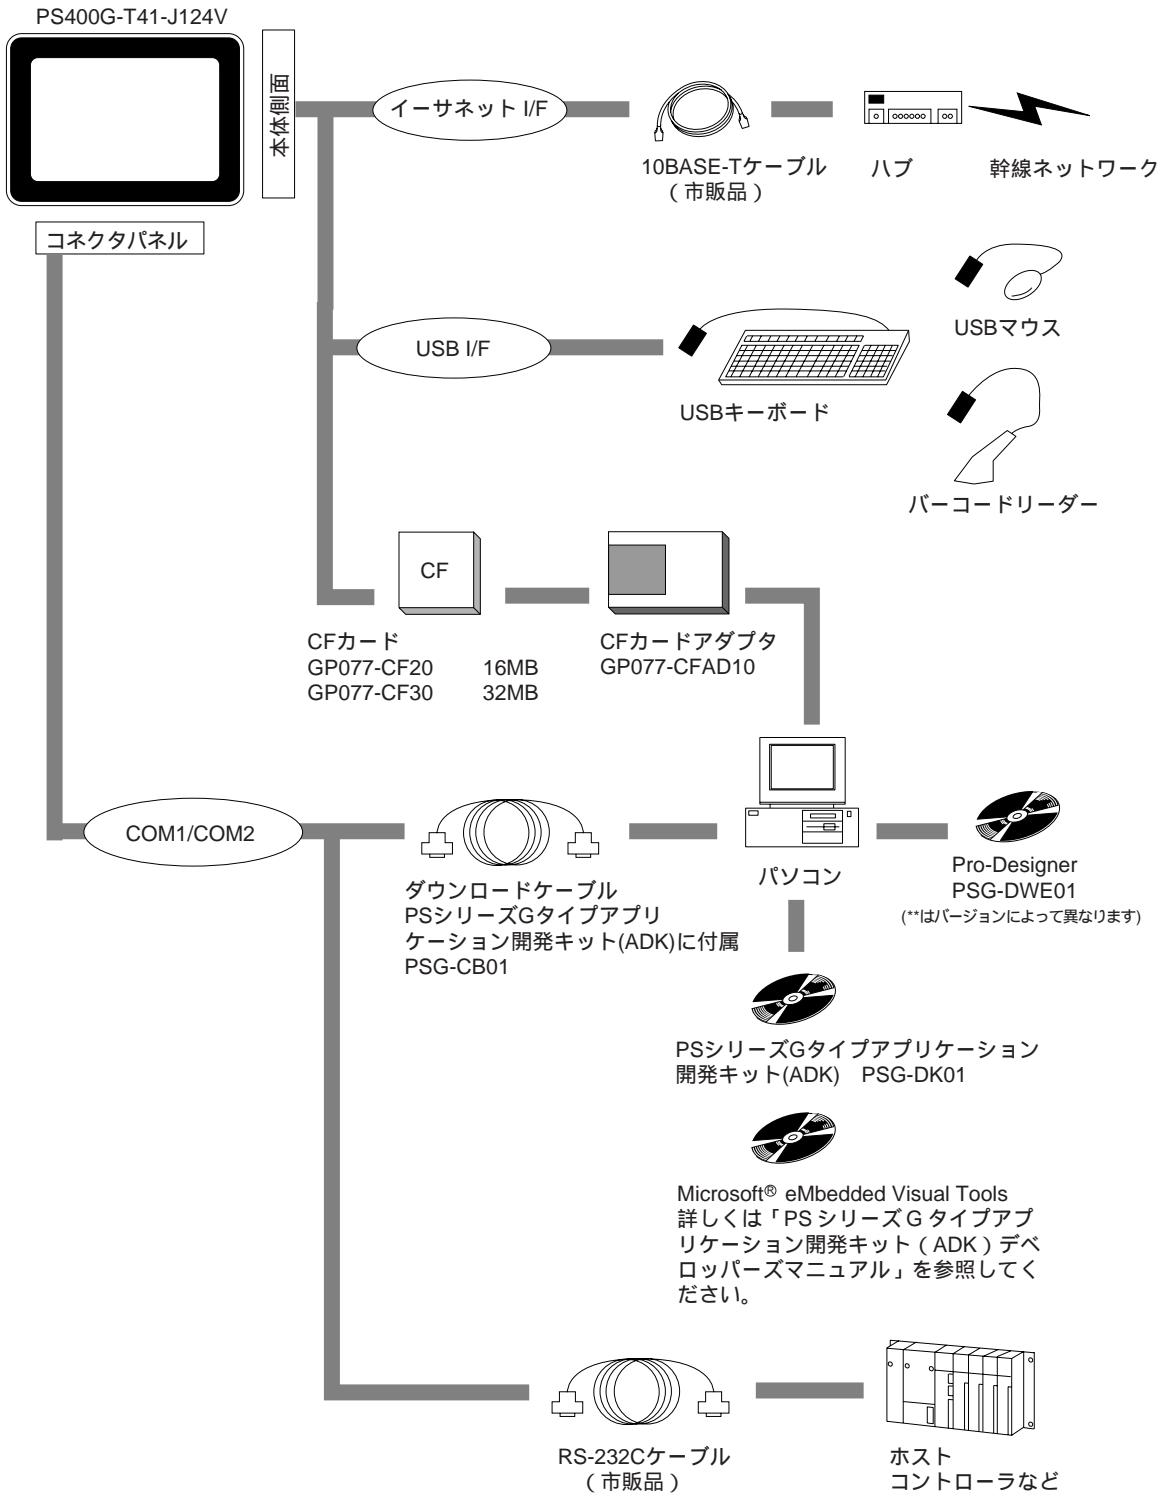 PS400G-T41-J124V
本体側面
イーサネット I/F
10BASE-Tケーブル
（市販品）
ハブ
幹線ネットワーク
コネクタパネル
USBマウス
USB I/F
USBキーボード
バーコードリーダー
CF
CFカード
GP077-CF20 16MB
GP077-CF30 32MB
CFカードアダプタ
GP077-CFAD10
COM1/COM2
ダウンロードケーブル
PSシリーズGタイプアプリ
ケーション開発キット(ADK)に付属
PSG-CB01
パソコン
Pro-Designer
PSG-DWE01
(**はバージョンによって異なります)
PSシリーズGタイプアプリケーション
開発キット(ADK) PSG-DK01
Microsoft® eMbedded Visual Tools
詳しくは「PSシリーズGタイプアプ
リケーション開発キット（ADK）デベ
ロッパーズマニュアル」を参照してく
ださい。
RS-232Cケーブル
（市販品）
ホスト
コントローラなど